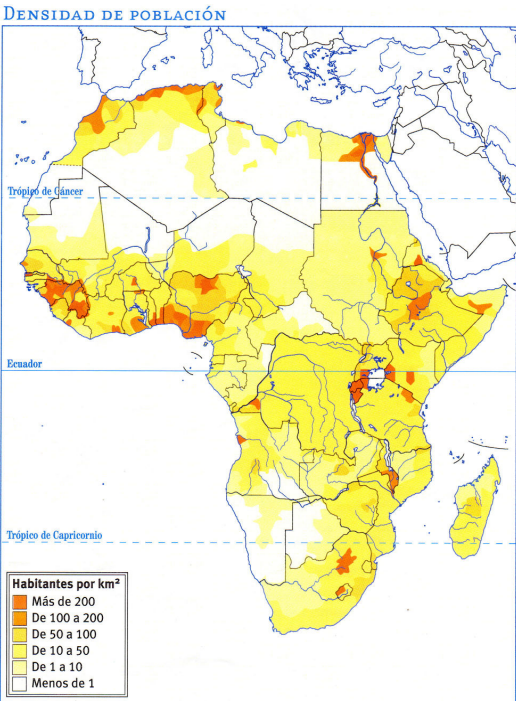 DENSIDAD DE POBLACIÓN
Trópico de Cáncer
Ecuador
Trópico de Capricornio
Habitantes por km²
Más de 200
De 100 a 200
De 50 a 100
De 10 a 50
De 1 a 10
Menos de 1